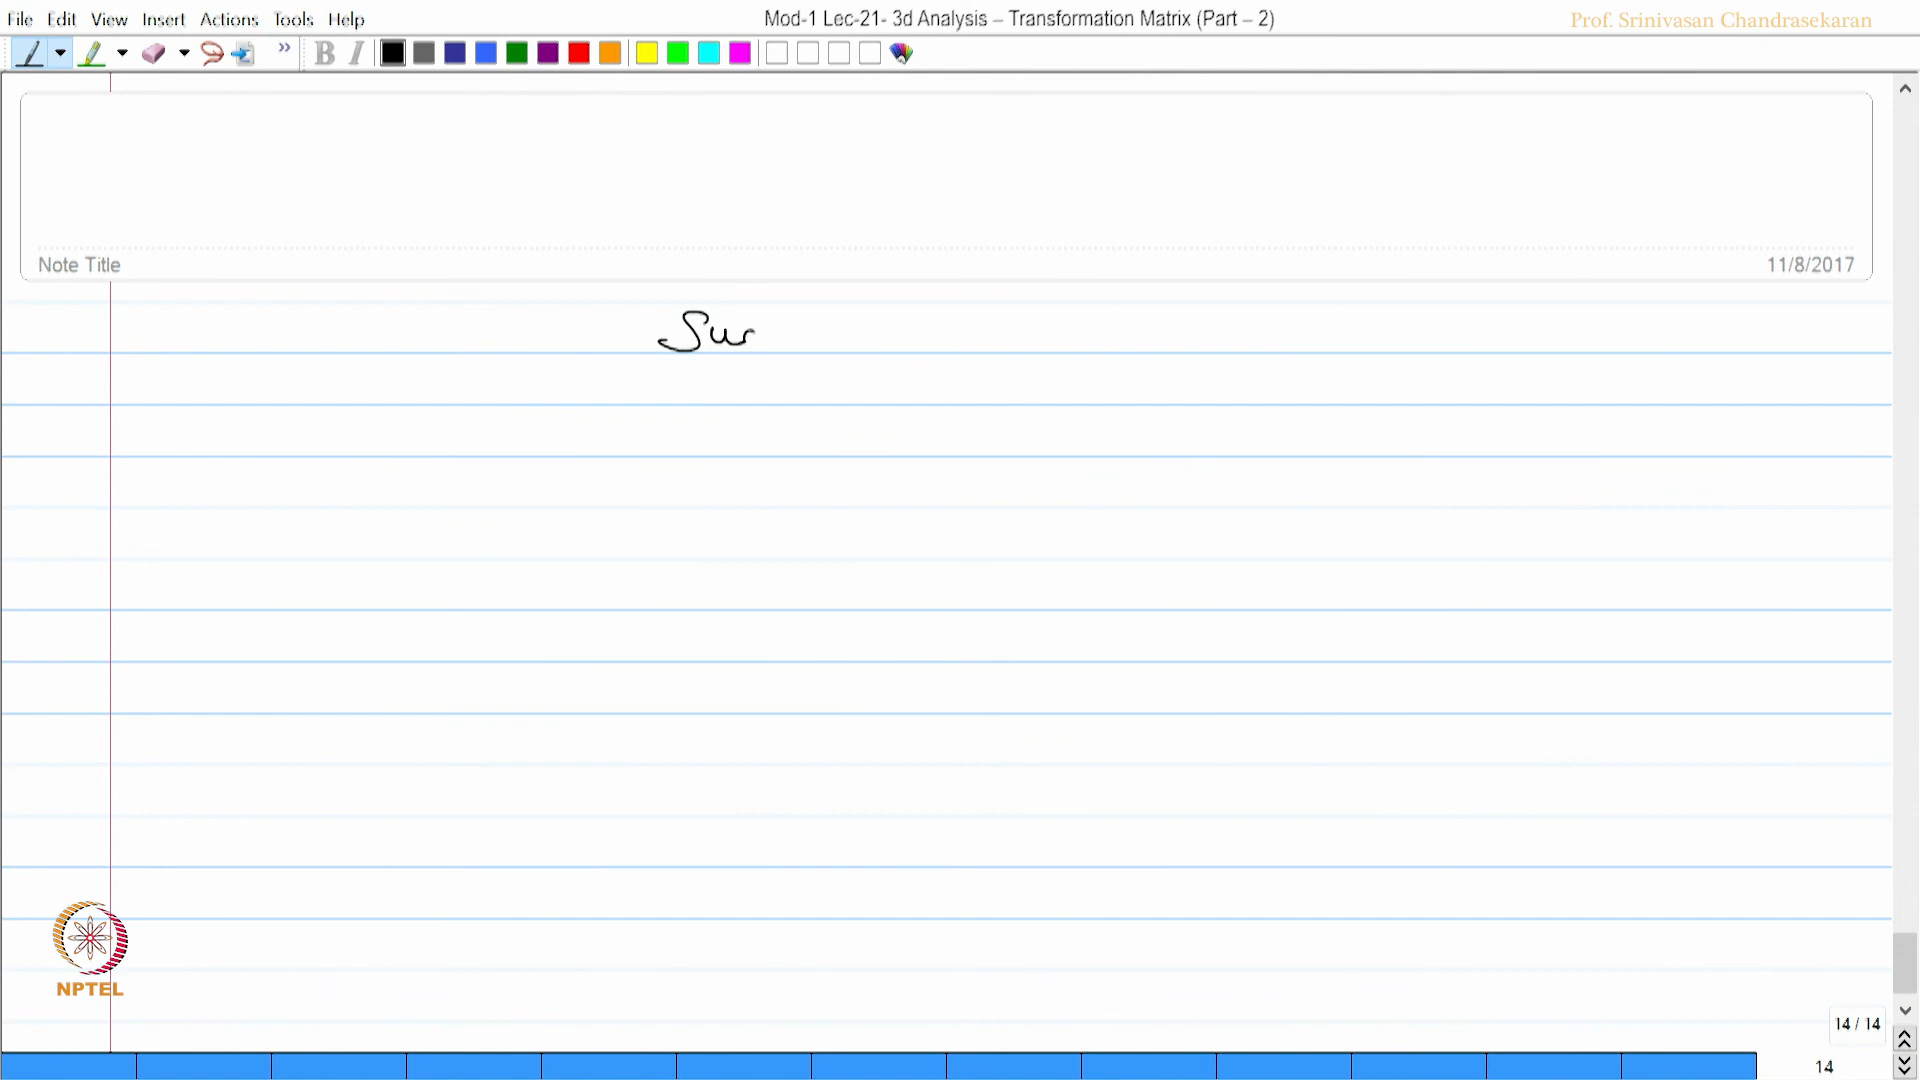 File Edit View Insert Actions Tools Help
Mod-1 Lec-21- 3d Analysis – Transformation Matrix (Part – 2)
Prof. Srinivasan Chandrasekaran
B I
Note Title
11/8/2017
Sur
NPTEL
14 / 14
14